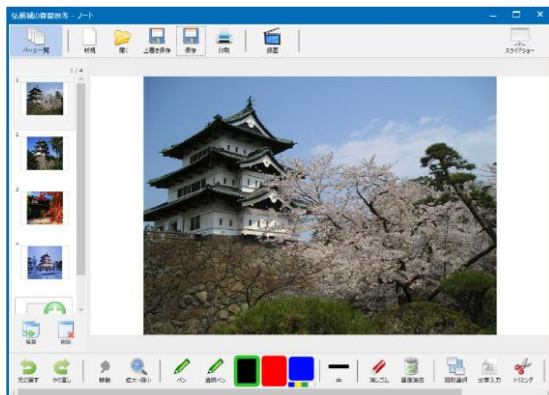 弘前城の春夏秋冬 - ノート
ページ一覧
新規
開く
上書き保存
保存
印刷
録画
スライドショー
1 / 4
1
2
3
4
複製
削除
元に戻す
やり直し
移動
拡大・縮小
ペン
透明ペン
中
消しゴム
画面消去
図形選択
文字入力
トリミング